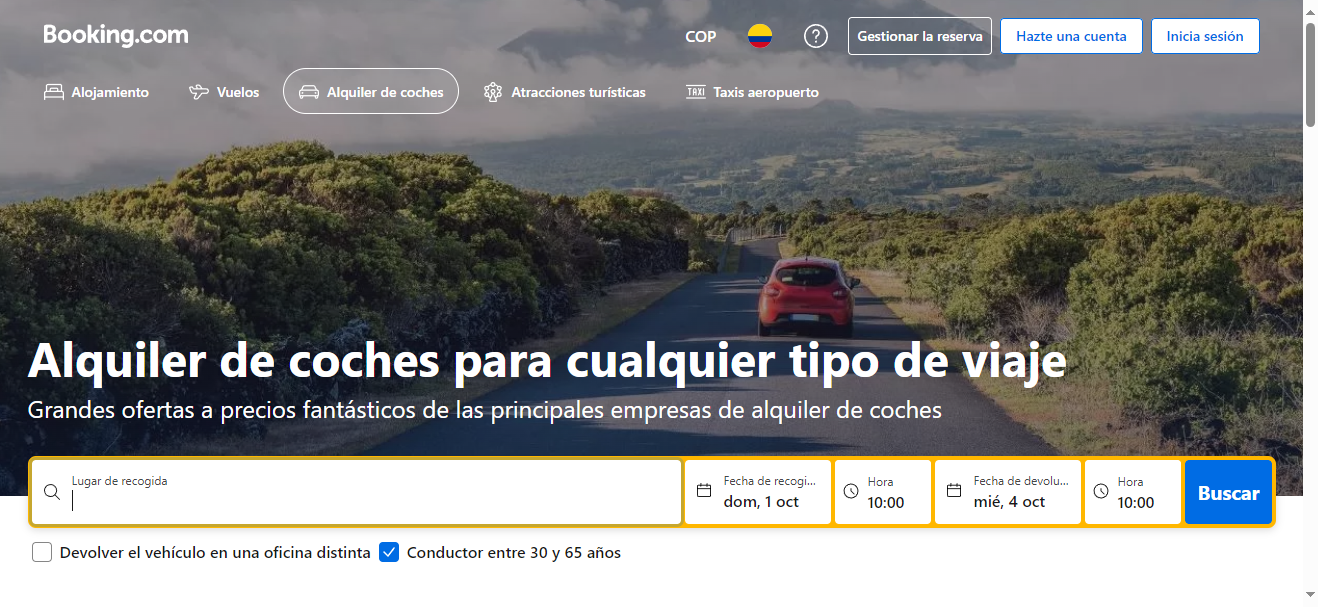 Booking.com
COP
Gestionar la reserva
Hazte una cuenta
Inicia sesión
Alojamiento
Vuelos
Alquiler de coches
Atracciones turísticas
TAXI
Taxis aeropuerto
Alquiler de coches para cualquier tipo de viaje
Grandes ofertas a precios fantásticos de las principales empresas de alquiler de coches
Lugar de recogida
Fecha de recogi...
dom, 1 oct
Hora
10:00
Fecha de devolu...
mié, 4 oct
Hora
10:00
Buscar
Devolver el vehículo en una oficina distinta
Conductor entre 30 y 65 años